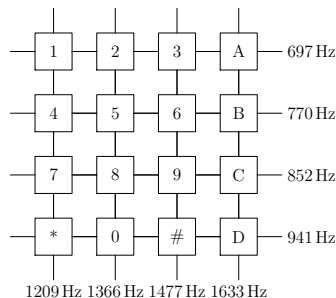 1 2 3 A 697 Hz
4 5 6 B 770 Hz
7 8 9 C 852 Hz
* 0 # D 941 Hz
1209 Hz 1366 Hz 1477 Hz 1633 Hz